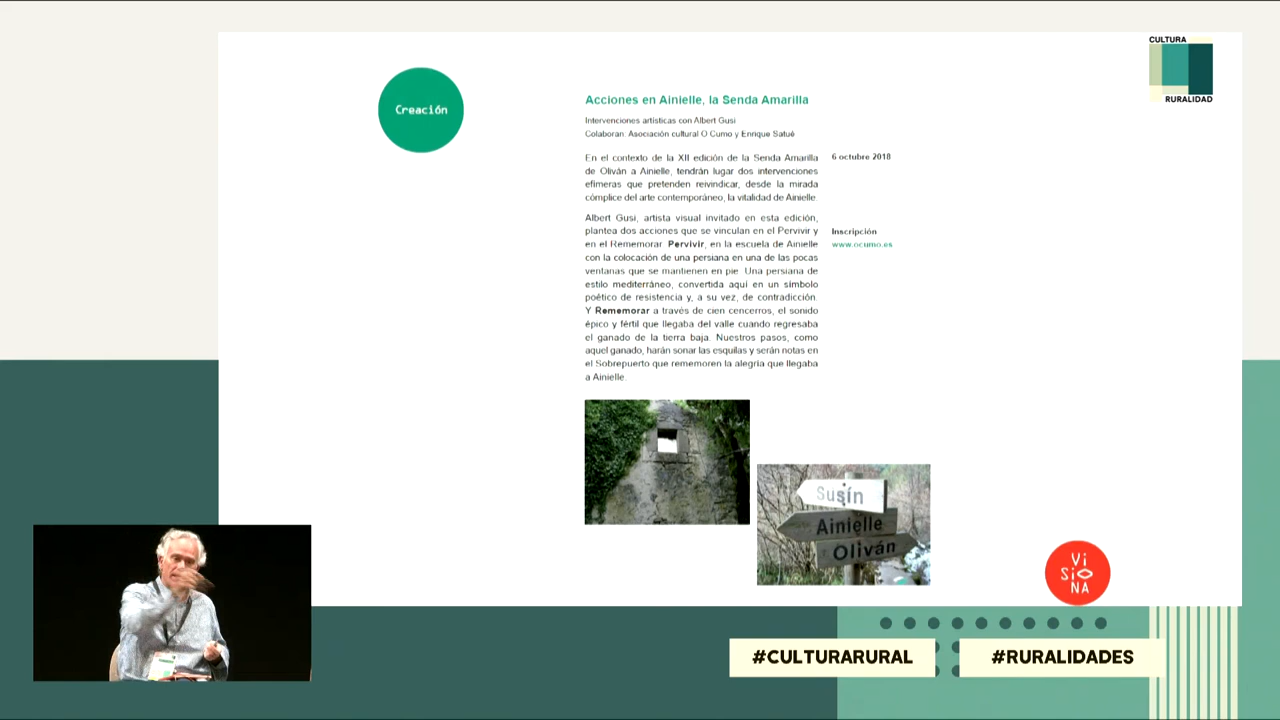 CULTURA
RURALIDAD
Creación
Acciones en Ainielle, la Senda Amarilla
Intervenciones artísticas con Albert Gusi
Colaboran: Asociación cultural O Cumo y Enrique Satué
En el contexto de la XII edición de la Senda Amarilla
de Oliván a Ainielle, tendrán lugar dos intervenciones
efímeras que pretenden reivindicar, desde la mirada
cómplice del arte contemporáneo, la vitalidad de Ainielle.
6 octubre 2018
Albert Gusi, artista visual invitado en esta edición,
plantea dos acciones que se vinculan en el Pervivir y
en el Rememorar. Pervivir, en la escuela de Ainielle
con la colocación de una persiana en una de las pocas
ventanas que se mantienen en pie. Una persiana de
estilo mediterráneo, convertida aquí en un símbolo
poético de resistencia y, a su vez, de contradicción.
Y Rememorar a través de cien cencerros, el sonido
épico y fértil que llegaba del valle cuando regresaba
el ganado de la tierra baja. Nuestros pasos, como
aquel ganado, harán sonar las esquilas y serán notas en
el Sobrepuerto que rememoren la alegría que llegaba
a Ainielle.
Inscripción
www.ocumo.es
Susín
Ainielle
Oliván
Vi
SiO
NA
#CULTURARURAL
#RURALIDADES